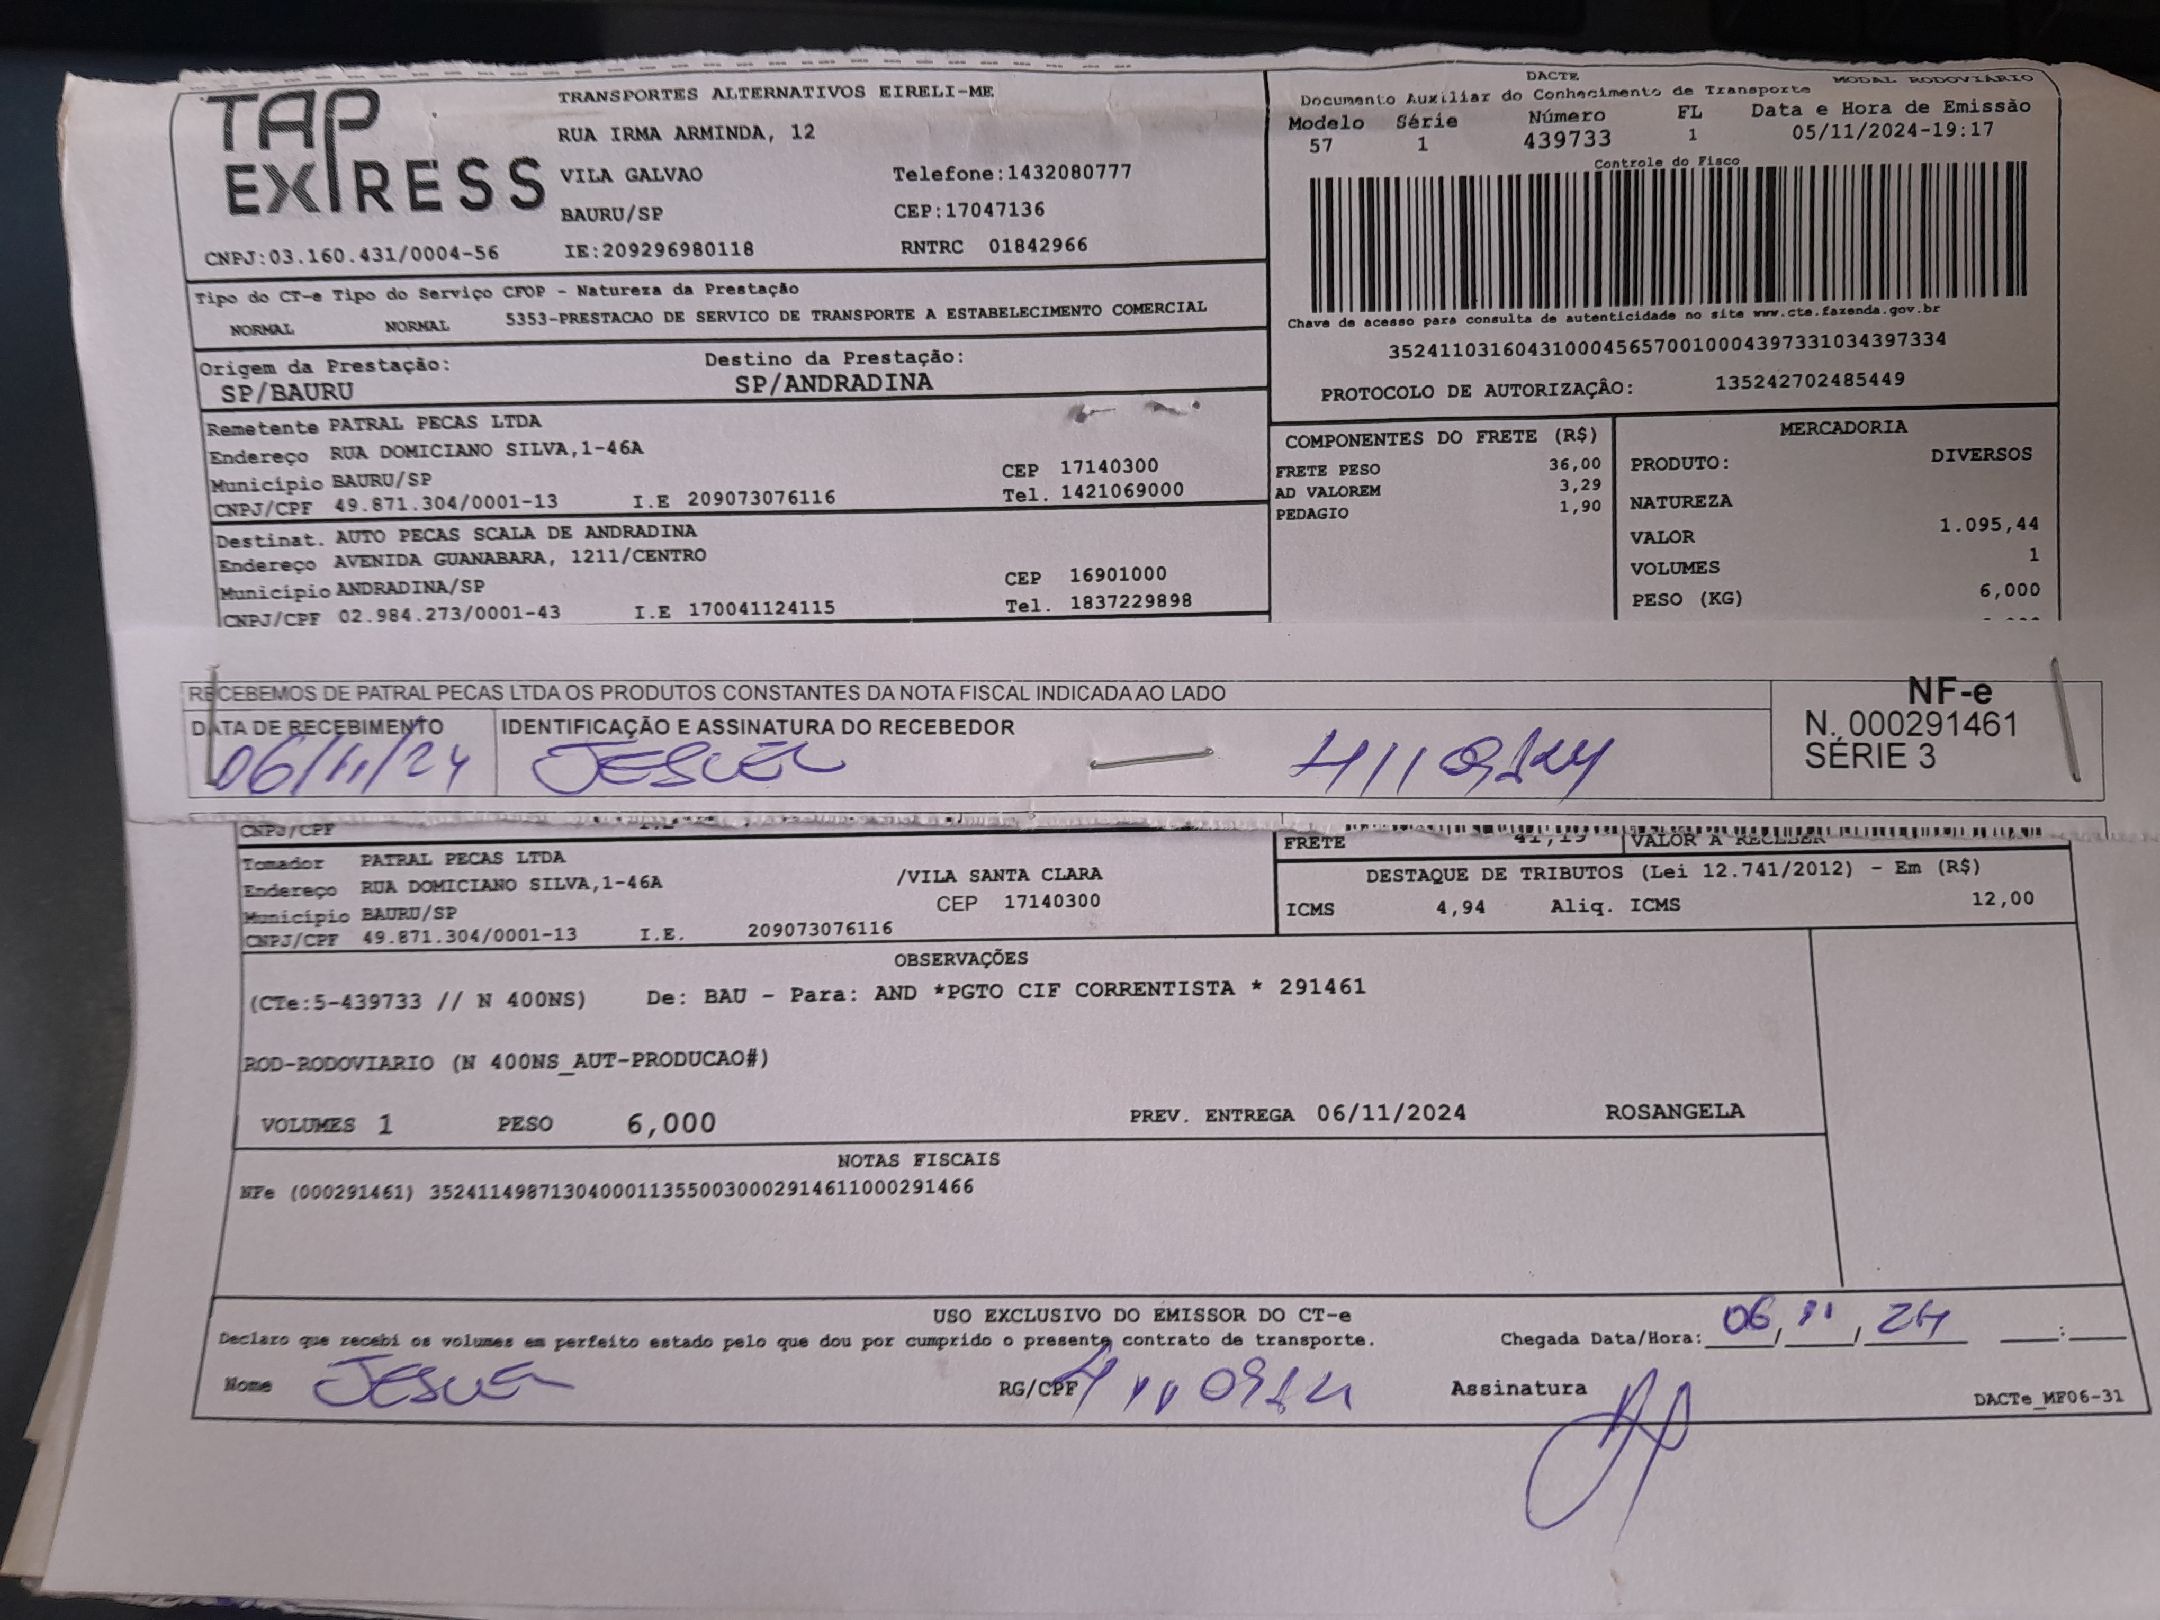 TAP EXPRESS
TRANSPORTES ALTERNATIVOS EIRELI-ME
RUA IRMA ARMINDA, 12
VILA GALVAO Telefone:1432080777
BAURU/SP CEP:17047136
CNPJ:03.160.431/0004-56 IE:209296980118 RNTRC 01842966
DACTE MODAL RODOVIÁRIO
Documento Auxiliar do Conhecimento de Transporte
Modelo Série Número FL Data e Hora de Emissão
57 1 439733 1 05/11/2024-19:17
Controle do Fisco
Chave de acesso para consulta de autenticidade no site www.cte.fazenda.gov.br
35241103160431000456570010004397331034397334
PROTOCOLO DE AUTORIZAÇÂO: 135242702485449
Tipo do CT-e Tipo do Serviço CFOP - Natureza da Prestação
NORMAL NORMAL 5353-PRESTACAO DE SERVICO DE TRANSPORTE A ESTABELECIMENTO COMERCIAL
Origem da Prestação: Destino da Prestação:
SP/BAURU SP/ANDRADINA
Remetente PATRAL PECAS LTDA
Endereço RUA DOMICIANO SILVA,1-46A
Município BAURU/SP CEP 17140300
CNPJ/CPF 49.871.304/0001-13 I.E 209073076116 Tel. 1421069000
Destinat. AUTO PECAS SCALA DE ANDRADINA
Endereço AVENIDA GUANABARA, 1211/CENTRO
Município ANDRADINA/SP CEP 16901000
CNPJ/CPF 02.984.273/0001-43 I.E 170041124115 Tel. 1837229898
COMPONENTES DO FRETE (R$)
FRETE PESO 36,00
AD VALOREM 3,29
PEDAGIO 1,90
MERCADORIA
PRODUTO: DIVERSOS
NATUREZA
VALOR 1.095,44
VOLUMES 1
PESO (KG) 6,000
RECEBEMOS DE PATRAL PECAS LTDA OS PRODUTOS CONSTANTES DA NOTA FISCAL INDICADA AO LADO
DATA DE RECEBIMENTO IDENTIFICAÇÃO E ASSINATURA DO RECEBEDOR
06/11/24 JESUEL
NF-e
N. 000291461
SÉRIE 3
CNPJ/CPF
FRETE 41,19 VALOR A RECEBER
Tomador PATRAL PECAS LTDA
Endereço RUA DOMICIANO SILVA,1-46A /VILA SANTA CLARA
Município BAURU/SP CEP 17140300
CNPJ/CPF 49.871.304/0001-13 I.E. 209073076116
DESTAQUE DE TRIBUTOS (Lei 12.741/2012) - Em (R$)
ICMS 4,94 Aliq. ICMS 12,00
OBSERVAÇÕES
(CTe:5-439733 // N 400NS) De: BAU - Para: AND *PGTO CIF CORRENTISTA * 291461
ROD-RODOVIARIO (N 400NS_AUT-PRODUCAO#)
VOLUMES 1 PESO 6,000 PREV. ENTREGA 06/11/2024 ROSANGELA
NOTAS FISCAIS
NFe (000291461) 35241149871304000113550030002914611000291466
USO EXCLUSIVO DO EMISSOR DO CT-e
Declaro que recebi os volumes em perfeito estado pelo que dou por cumprido o presente contrato de transporte.
Chegada Data/Hora: 06/11/24 __:__
Nome JESUEL RG/CPF Assinatura
DACTe_MF06-31